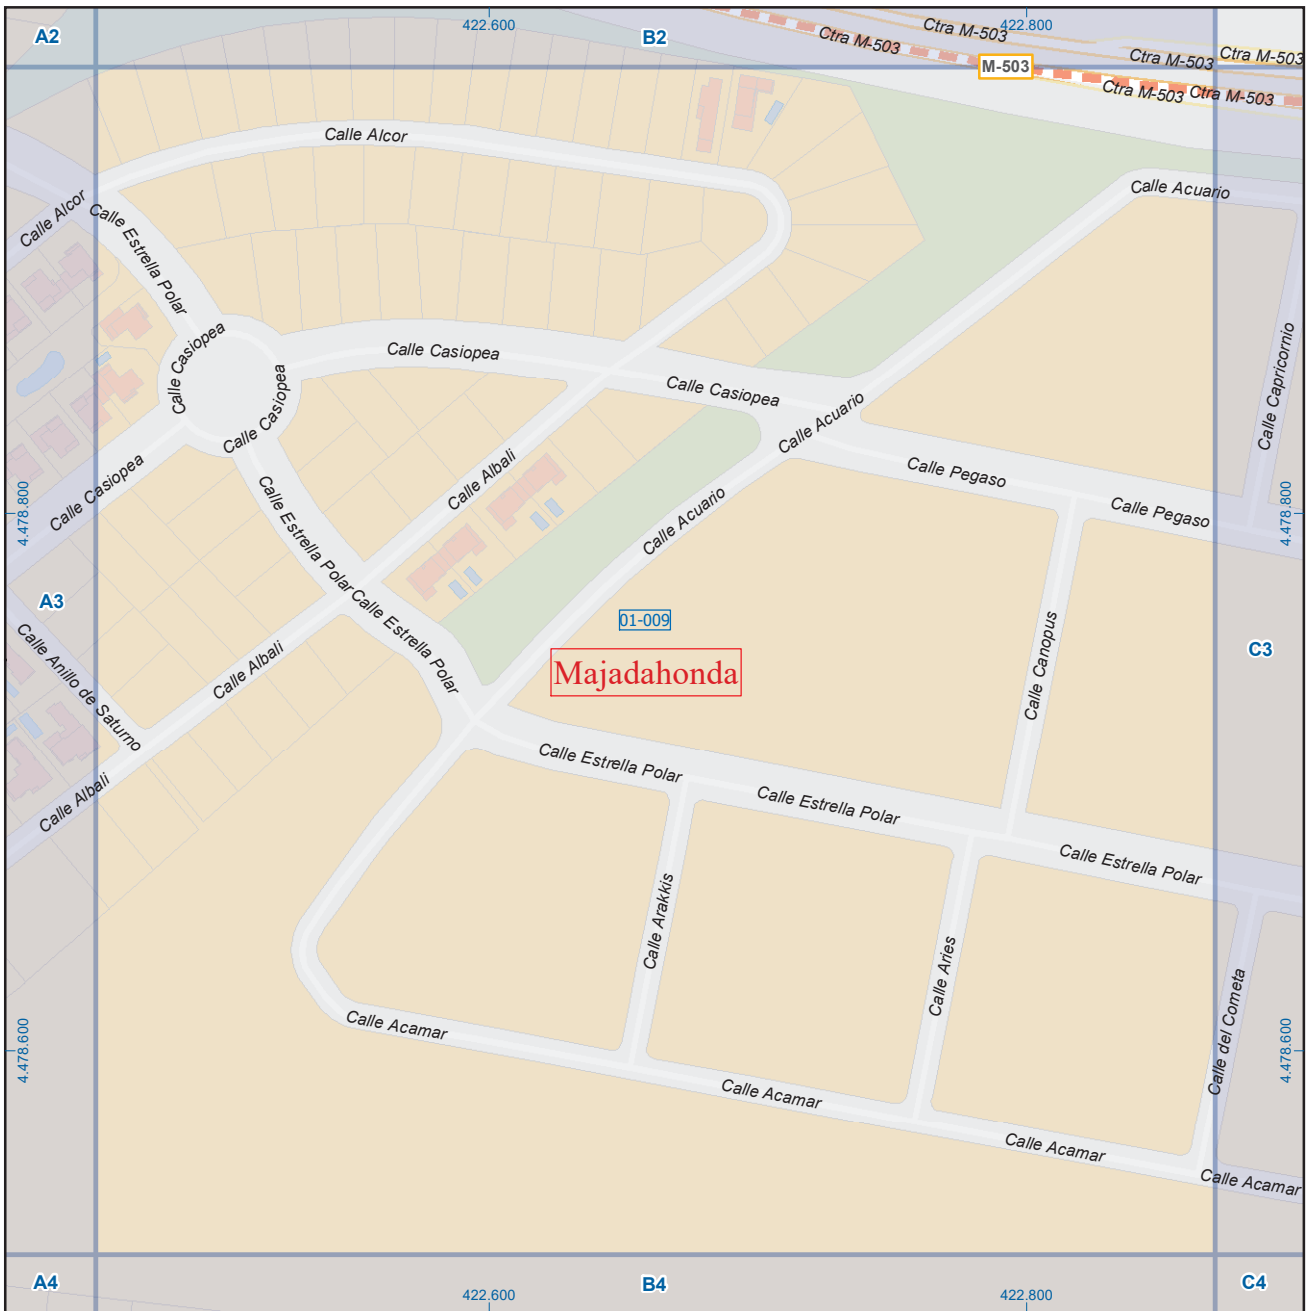 A2
422.600
B2
422.800
Ctra M-503
Ctra M-503
Ctra M-503
Ctra M-503
M-503
Ctra M-503
Ctra M-503
Calle Alcor
Calle Acuario
Calle Alcor
Calle Estrella Polar
Calle Casiopea
Calle Casiopea
Calle Casiopea
Calle Casiopea
Calle Capricornio
Calle Acuario
Calle Casiopea
Calle Albali
Calle Pegaso
Calle Pegaso
4.478.800
Calle Estrella Polar
Calle Acuario
4.478.800
A3
Calle Estrella Polar
01-009
Majadahonda
Calle Canopus
C3
Calle Anillo de Saturno
Calle Albali
Calle Albali
Calle Estrella Polar
Calle Estrella Polar
Calle Estrella Polar
Calle Arakkis
Calle Aries
Calle del Cometa
4.478.600
Calle Acamar
4.478.600
Calle Acamar
Calle Acamar
Calle Acamar
A4
422.600
B4
422.800
C4